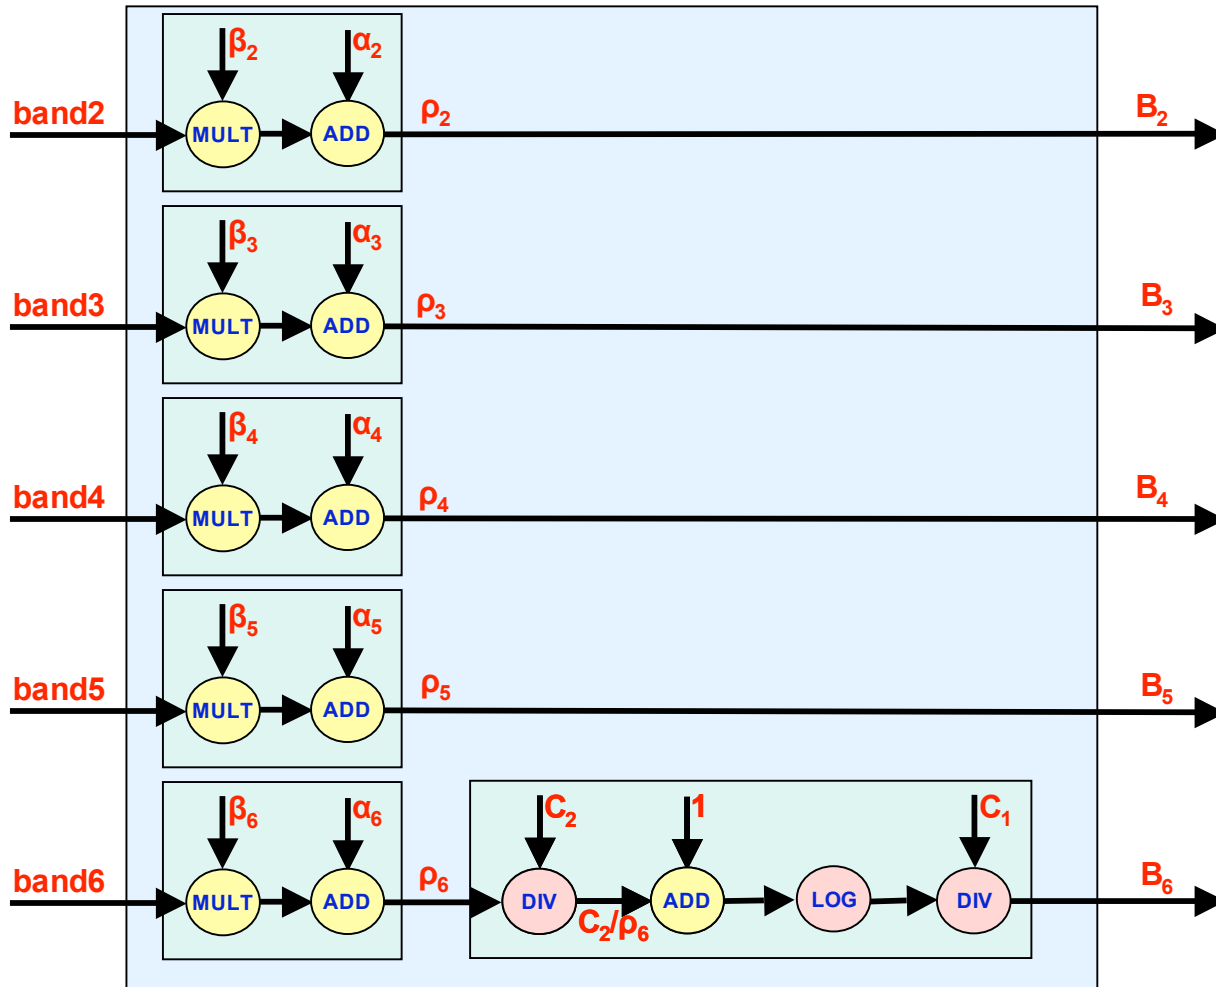 β₂ α₂
band2 MULT ADD ρ₂ B₂
β₃ α₃
band3 MULT ADD ρ₃ B₃
β₄ α₄
band4 MULT ADD ρ₄ B₄
β₅ α₅
band5 MULT ADD ρ₅ B₅
β₆ α₆ C₂ 1 C₁
band6 MULT ADD ρ₆ DIV ADD LOG DIV B₆
C₂/ρ₆